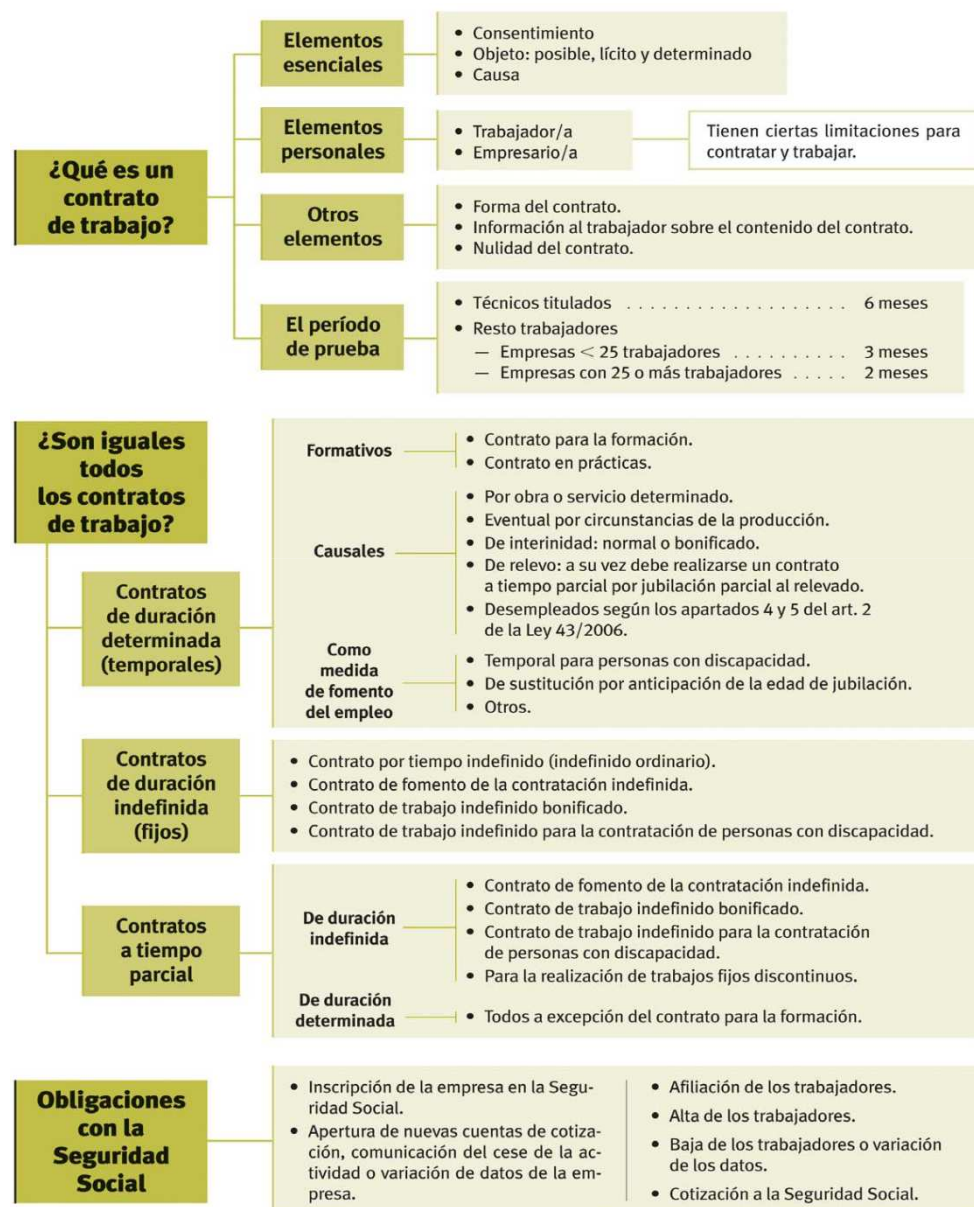 ¿Qué es un
contrato
de trabajo?
Elementos
esenciales
• Consentimiento
• Objeto: posible, lícito y determinado
• Causa
Elementos
personales
• Trabajador/a
• Empresario/a
Tienen ciertas limitaciones para
contratar y trabajar.
Otros
elementos
• Forma del contrato.
• Información al trabajador sobre el contenido del contrato.
• Nulidad del contrato.
El período
de prueba
• Técnicos titulados . . . . . . . . . . . . . . . . . . . 6 meses
• Resto trabajadores
— Empresas < 25 trabajadores . . . . . . . . . . 3 meses
— Empresas con 25 o más trabajadores . . . . . 2 meses
¿Son iguales
todos
los contratos
de trabajo?
Contratos
de duración
determinada
(temporales)
Formativos
• Contrato para la formación.
• Contrato en prácticas.
Causales
• Por obra o servicio determinado.
• Eventual por circunstancias de la producción.
• De interinidad: normal o bonificado.
• De relevo: a su vez debe realizarse un contrato
a tiempo parcial por jubilación parcial al relevado.
• Desempleados según los apartados 4 y 5 del art. 2
de la Ley 43/2006.
Como
medida
de fomento
del empleo
• Temporal para personas con discapacidad.
• De sustitución por anticipación de la edad de jubilación.
• Otros.
Contratos
de duración
indefinida
(fijos)
• Contrato por tiempo indefinido (indefinido ordinario).
• Contrato de fomento de la contratación indefinida.
• Contrato de trabajo indefinido bonificado.
• Contrato de trabajo indefinido para la contratación de personas con discapacidad.
Contratos
a tiempo
parcial
De duración
indefinida
• Contrato de fomento de la contratación indefinida.
• Contrato de trabajo indefinido bonificado.
• Contrato de trabajo indefinido para la contratación
de personas con discapacidad.
• Para la realización de trabajos fijos discontinuos.
De duración
determinada
• Todos a excepción del contrato para la formación.
Obligaciones
con la
Seguridad
Social
• Inscripción de la empresa en la Segu-
ridad Social.
• Apertura de nuevas cuentas de cotiza-
ción, comunicación del cese de la ac-
tividad o variación de datos de la em-
presa.
• Afiliación de los trabajadores.
• Alta de los trabajadores.
• Baja de los trabajadores o variación
de los datos.
• Cotización a la Seguridad Social.